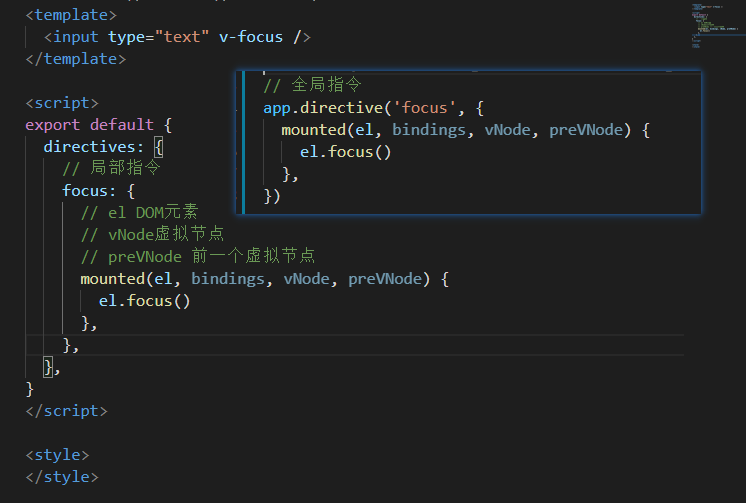 <template>
  <input type="text" v-focus />
</template>

<script>
export default {
  directives: {
    // 局部指令
    focus: {
      // el DOM元素
      // vNode虚拟节点
      // preVNode 前一个虚拟节点
      mounted(el, bindings, vNode, preVNode) {
        el.focus()
      },
    },
  },
}
</script>

<style>
</style>
// 全局指令
app.directive('focus', {
  mounted(el, bindings, vNode, preVNode) {
    el.focus()
  },
})